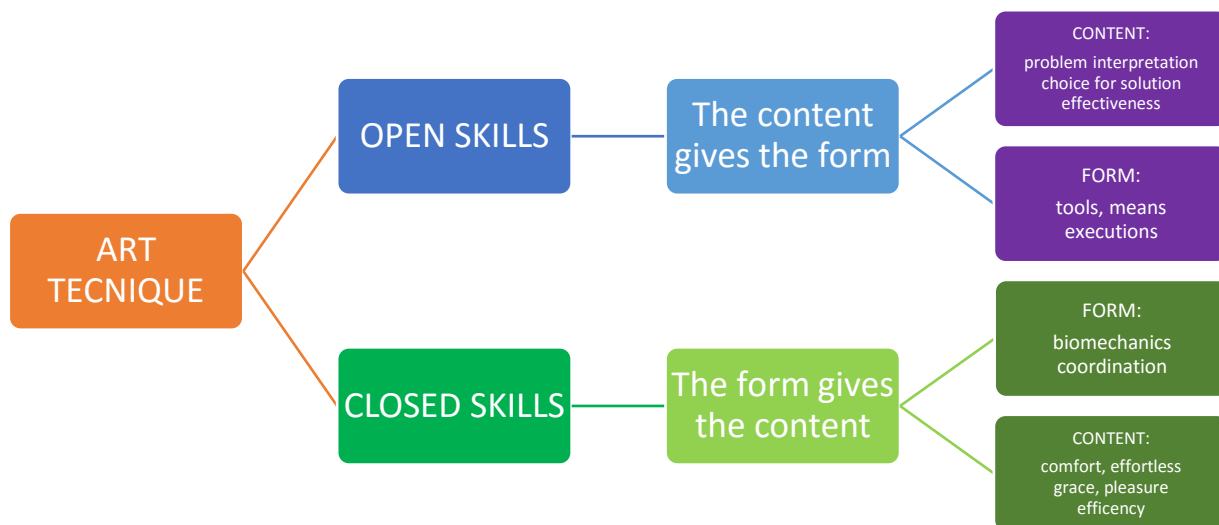 ART
TECNIQUE
OPEN SKILLS
The content
gives the form
CONTENT:
problem interpretation
choice for solution
effectiveness
FORM:
tools, means
executions
CLOSED SKILLS
The form gives
the content
FORM:
biomechanics
coordination
CONTENT:
comfort, effortless
grace, pleasure
efficency